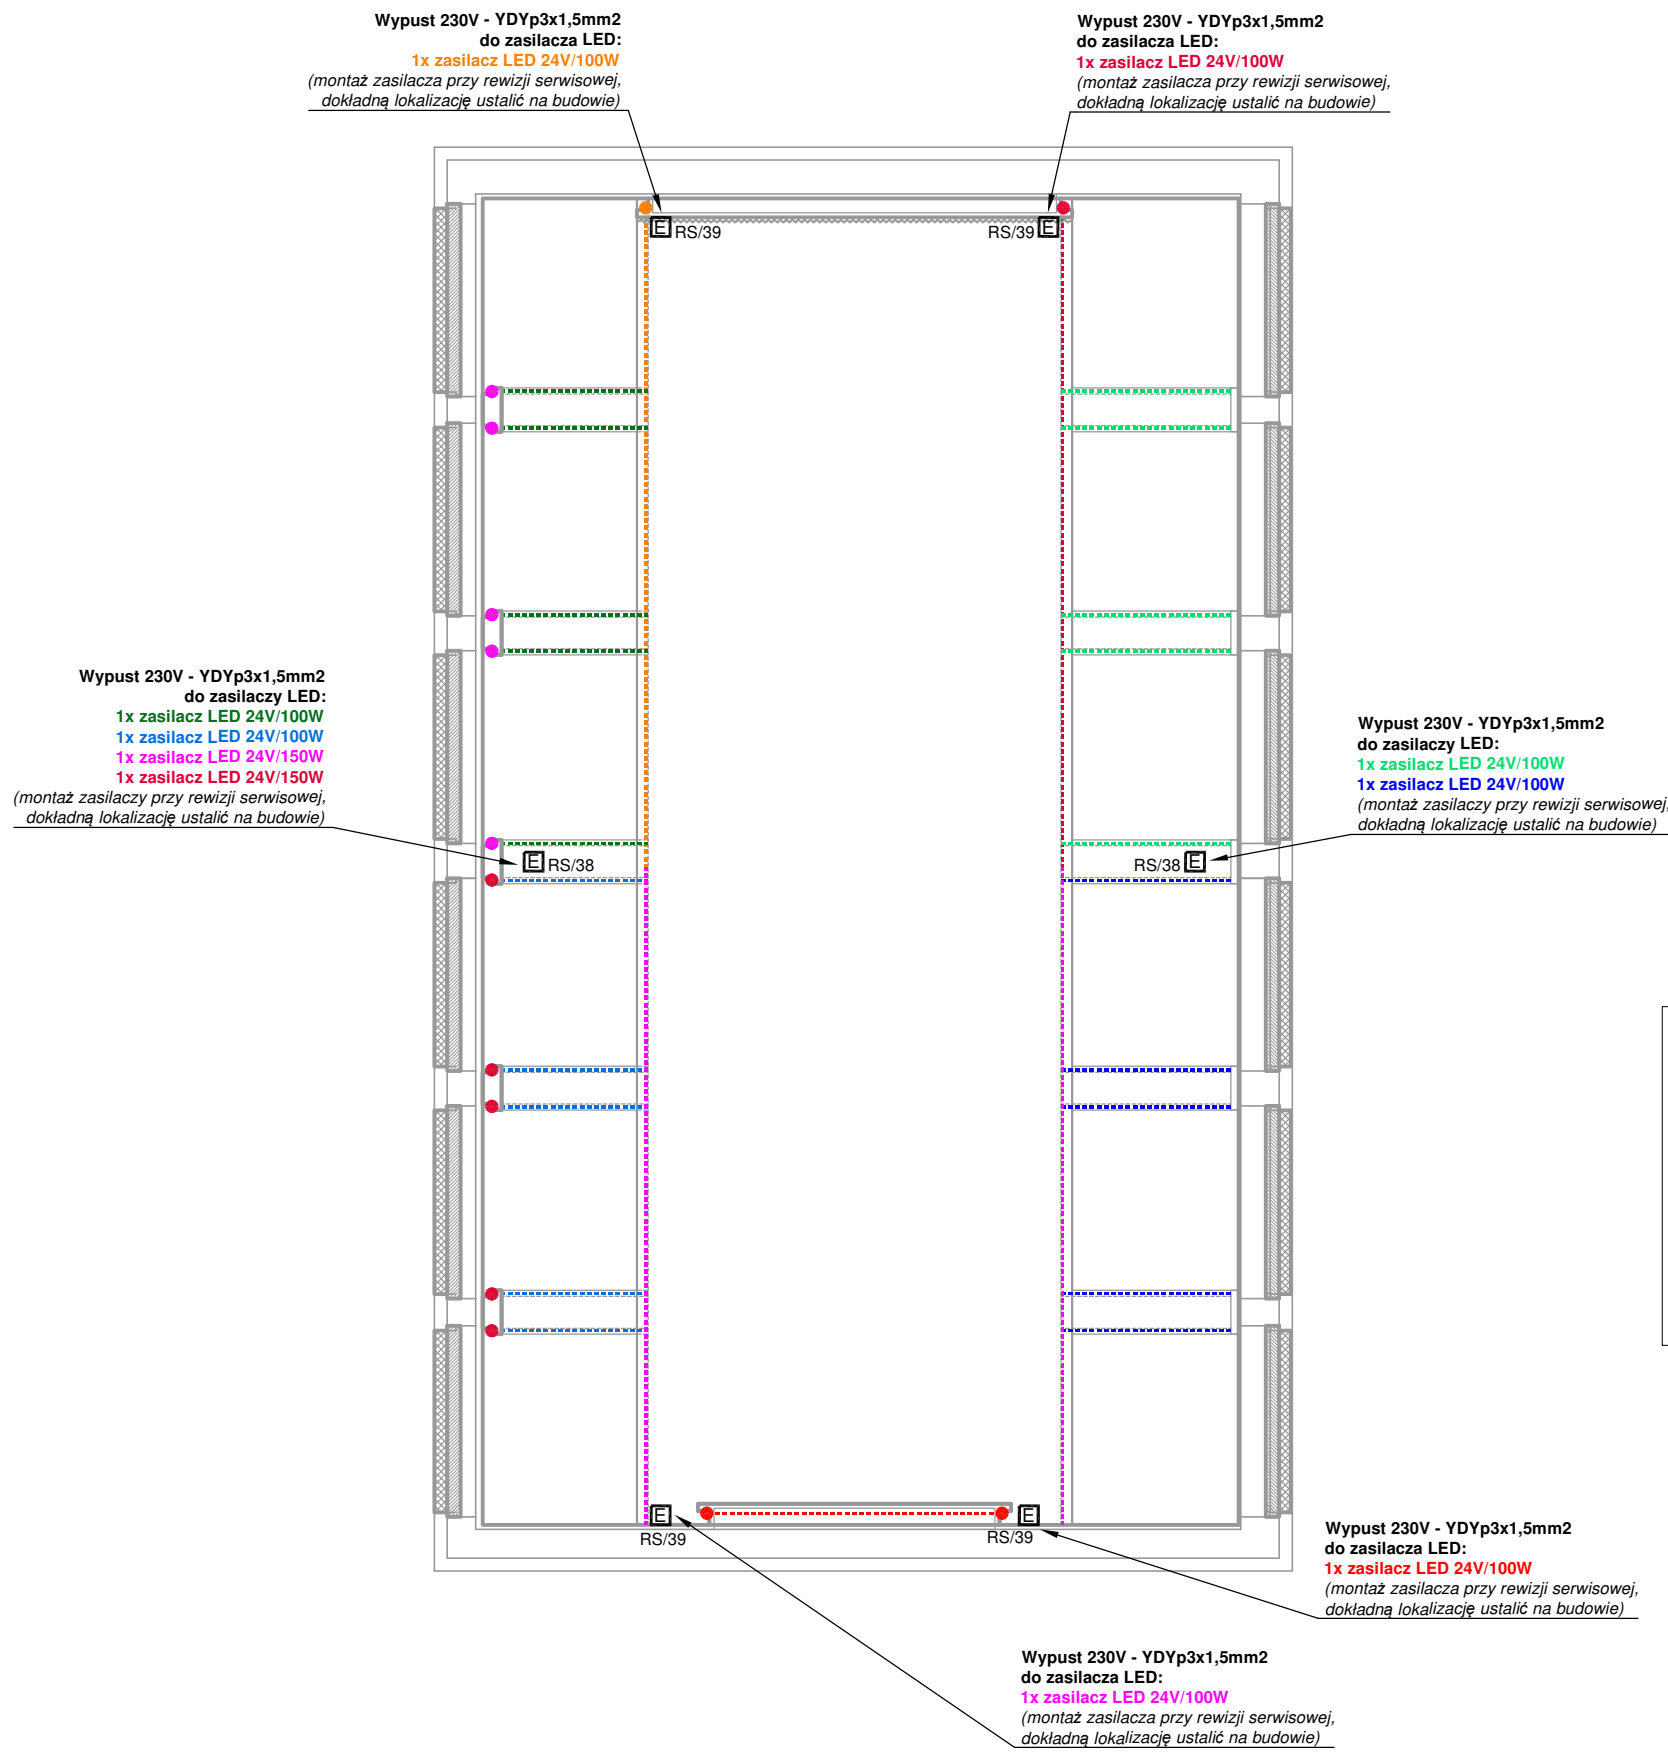 Wypust 230V - YDYp3x1,5mm2
do zasilacza LED:
1x zasilacz LED 24V/100W
(montaż zasilacza przy rewizji serwisowej,
dokładną lokalizację ustalić na budowie)
Wypust 230V - YDYp3x1,5mm2
do zasilacza LED:
1x zasilacz LED 24V/100W
(montaż zasilacza przy rewizji serwisowej,
dokładną lokalizację ustalić na budowie)
E RS/39
RS/39 E
Wypust 230V - YDYp3x1,5mm2
do zasilaczy LED:
1x zasilacz LED 24V/100W
1x zasilacz LED 24V/100W
1x zasilacz LED 24V/150W
1x zasilacz LED 24V/150W
(montaż zasilaczy przy rewizji serwisowej,
dokładną lokalizację ustalić na budowie)
Wypust 230V - YDYp3x1,5mm2
do zasilaczy LED:
1x zasilacz LED 24V/100W
1x zasilacz LED 24V/100W
(montaż zasilaczy przy rewizji serwisowej,
dokładną lokalizację ustalić na budowie)
E RS/38
RS/38 E
E
RS/39
E
RS/39
Wypust 230V - YDYp3x1,5mm2
do zasilacza LED:
1x zasilacz LED 24V/100W
(montaż zasilacza przy rewizji serwisowej,
dokładną lokalizację ustalić na budowie)
Wypust 230V - YDYp3x1,5mm2
do zasilacza LED:
1x zasilacz LED 24V/100W
(montaż zasilacza przy rewizji serwisowej,
dokładną lokalizację ustalić na budowie)